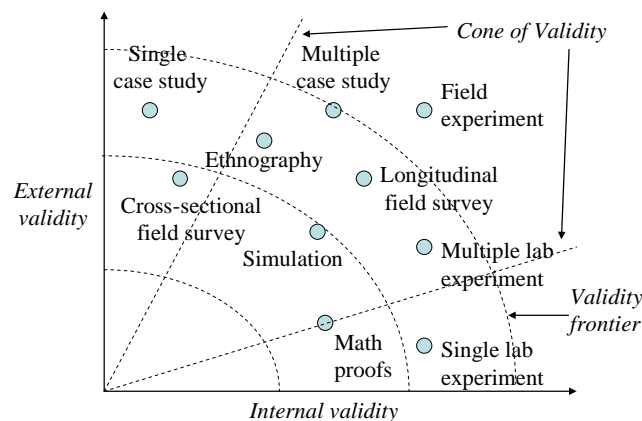 Single
case study
Multiple
case study
Cone of Validity
Field
experiment
Ethnography
External
validity
Cross-sectional
field survey
Longitudinal
field survey
Simulation
Multiple lab
experiment
Validity
frontier
Math
proofs
Single lab
experiment
Internal validity